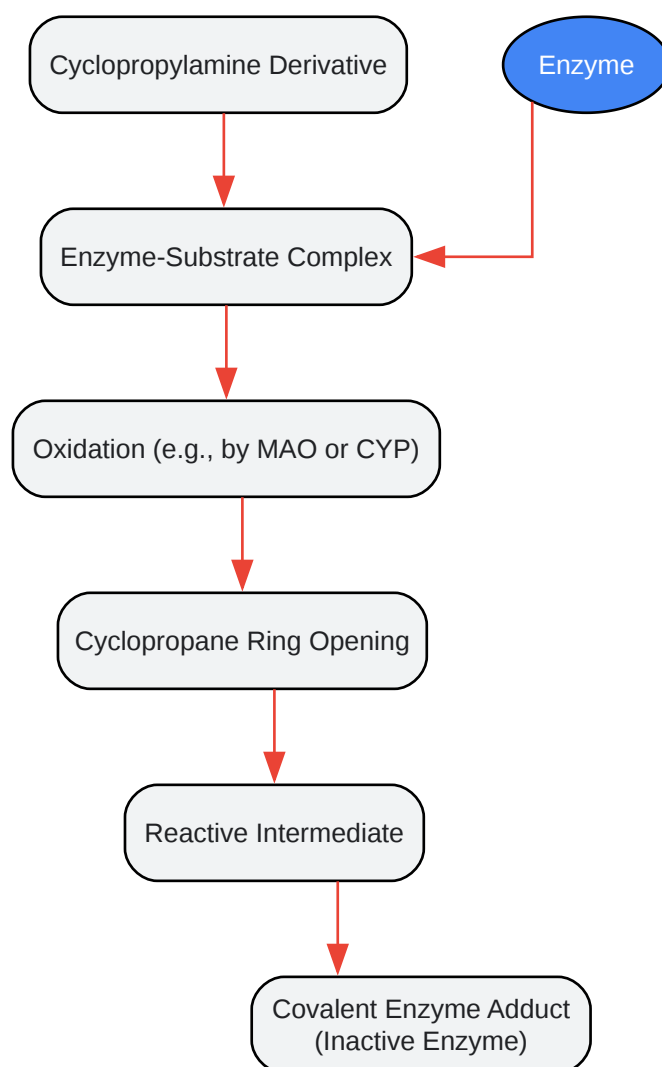 Cyclopropylamine Derivative
Enzyme
Enzyme-Substrate Complex
Oxidation (e.g., by MAO or CYP)
Cyclopropane Ring Opening
Reactive Intermediate
Covalent Enzyme Adduct
(Inactive Enzyme)